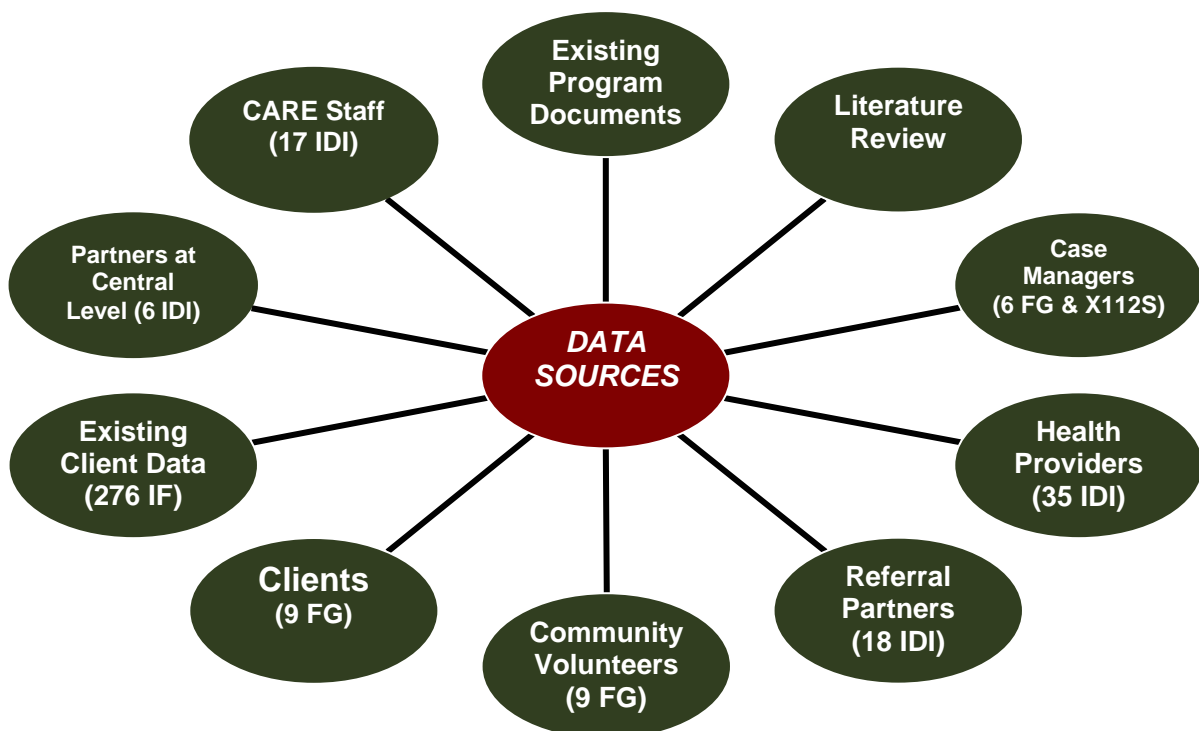 Existing
Program
Documents
Literature
Review
Case
Managers
(6 FG & X112S)
Health
Providers
(35 IDI)
Referral
Partners
(18 IDI)
Community
Volunteers
(9 FG)
Clients
(9 FG)
Existing
Client Data
(276 IF)
Partners at
Central
Level (6 IDI)
CARE Staff
(17 IDI)
DATA
SOURCES